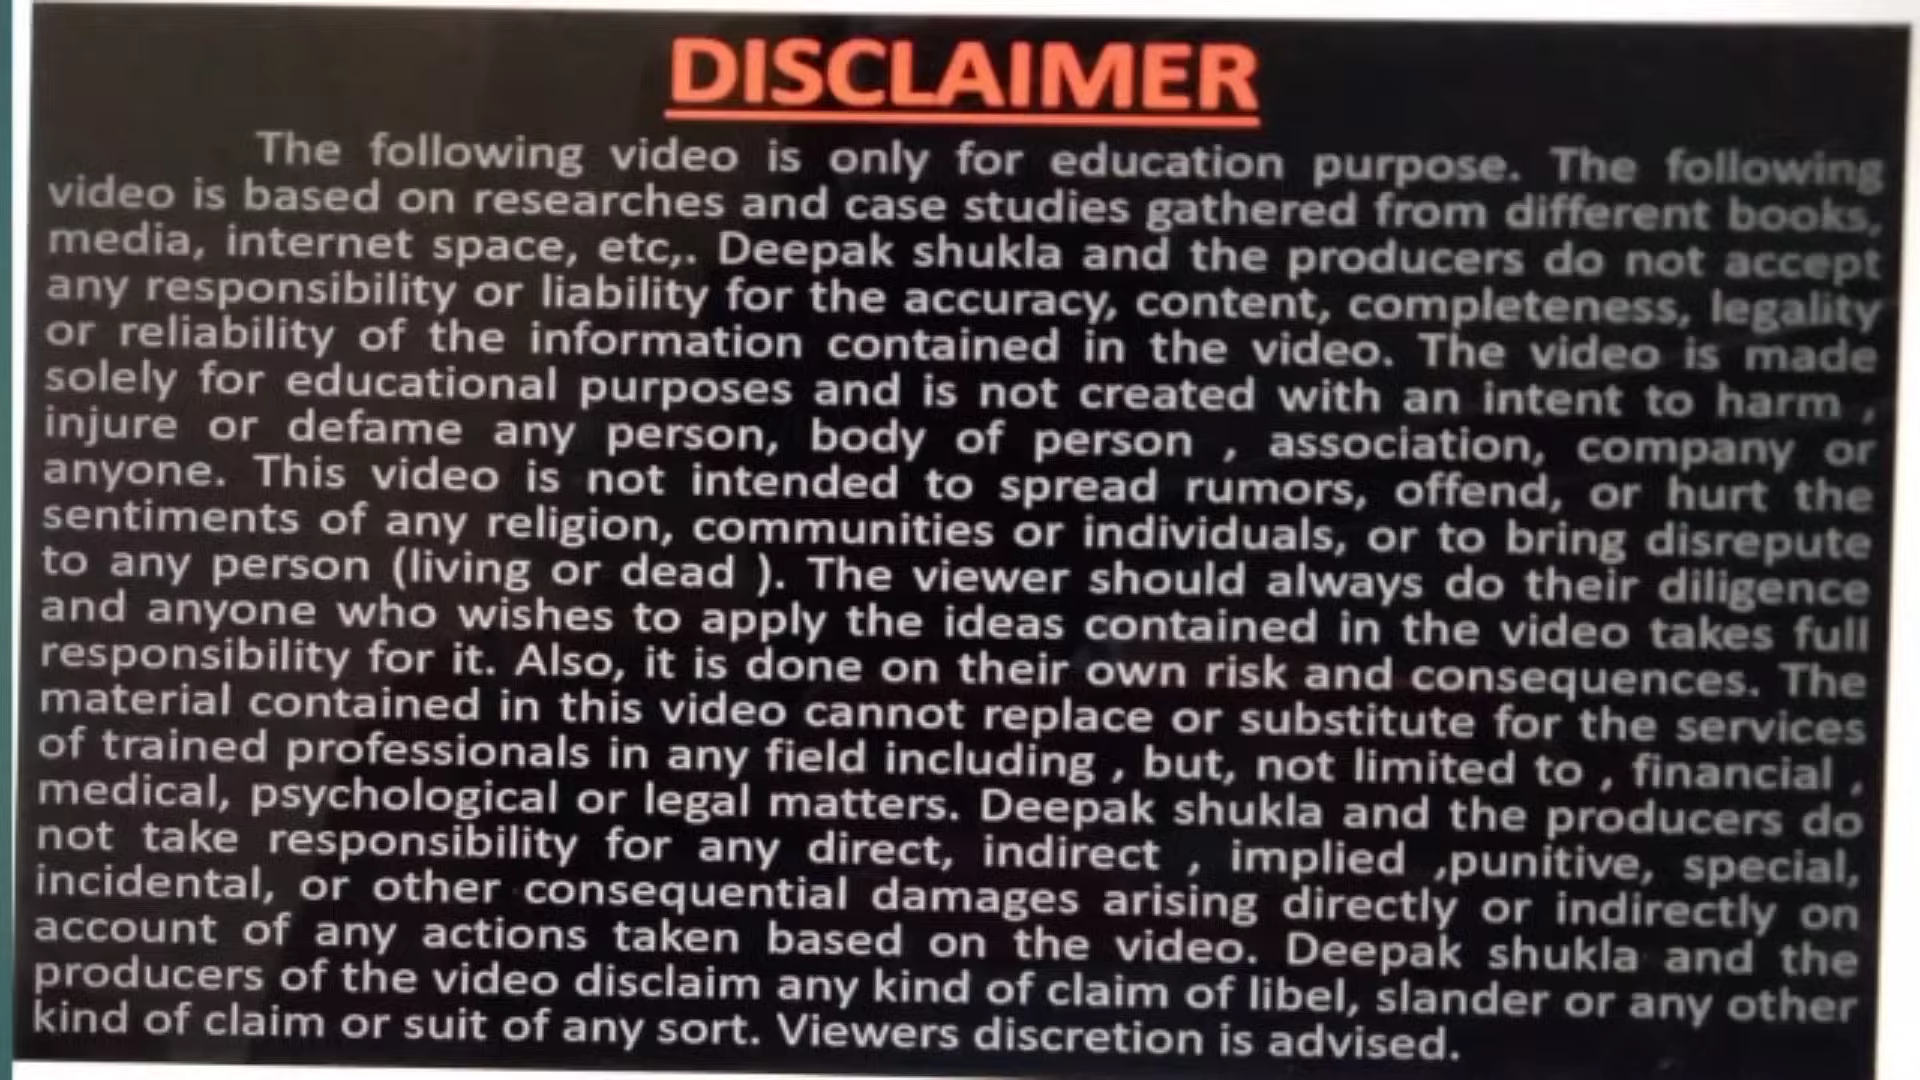 DISCLAIMER
The following video is only for education purpose. The following
video is based on researches and case studies gathered from different books,
media, internet space, etc,. Deepak shukla and the producers do not accept
any responsibility or liability for the accuracy, content, completeness, legality
or reliability of the information contained in the video. The video is made
solely for educational purposes and is not created with an intent to harm ,
injure or defame any person, body of person , association, company or
anyone. This video is not intended to spread rumors, offend, or hurt the
sentiments of any religion, communities or individuals, or to bring disrepute
to any person (living or dead ). The viewer should always do their diligence
and anyone who wishes to apply the ideas contained in the video takes full
responsibility for it. Also, it is done on their own risk and consequences. The
material contained in this video cannot replace or substitute for the services
of trained professionals in any field including , but, not limited to , financial ,
medical, psychological or legal matters. Deepak shukla and the producers do
not take responsibility for any direct, indirect , implied ,punitive, special,
incidental, or other consequential damages arising directly or indirectly on
account of any actions taken based on the video. Deepak shukla and the
producers of the video disclaim any kind of claim of libel, slander or any other
kind of claim or suit of any sort. Viewers discretion is advised.